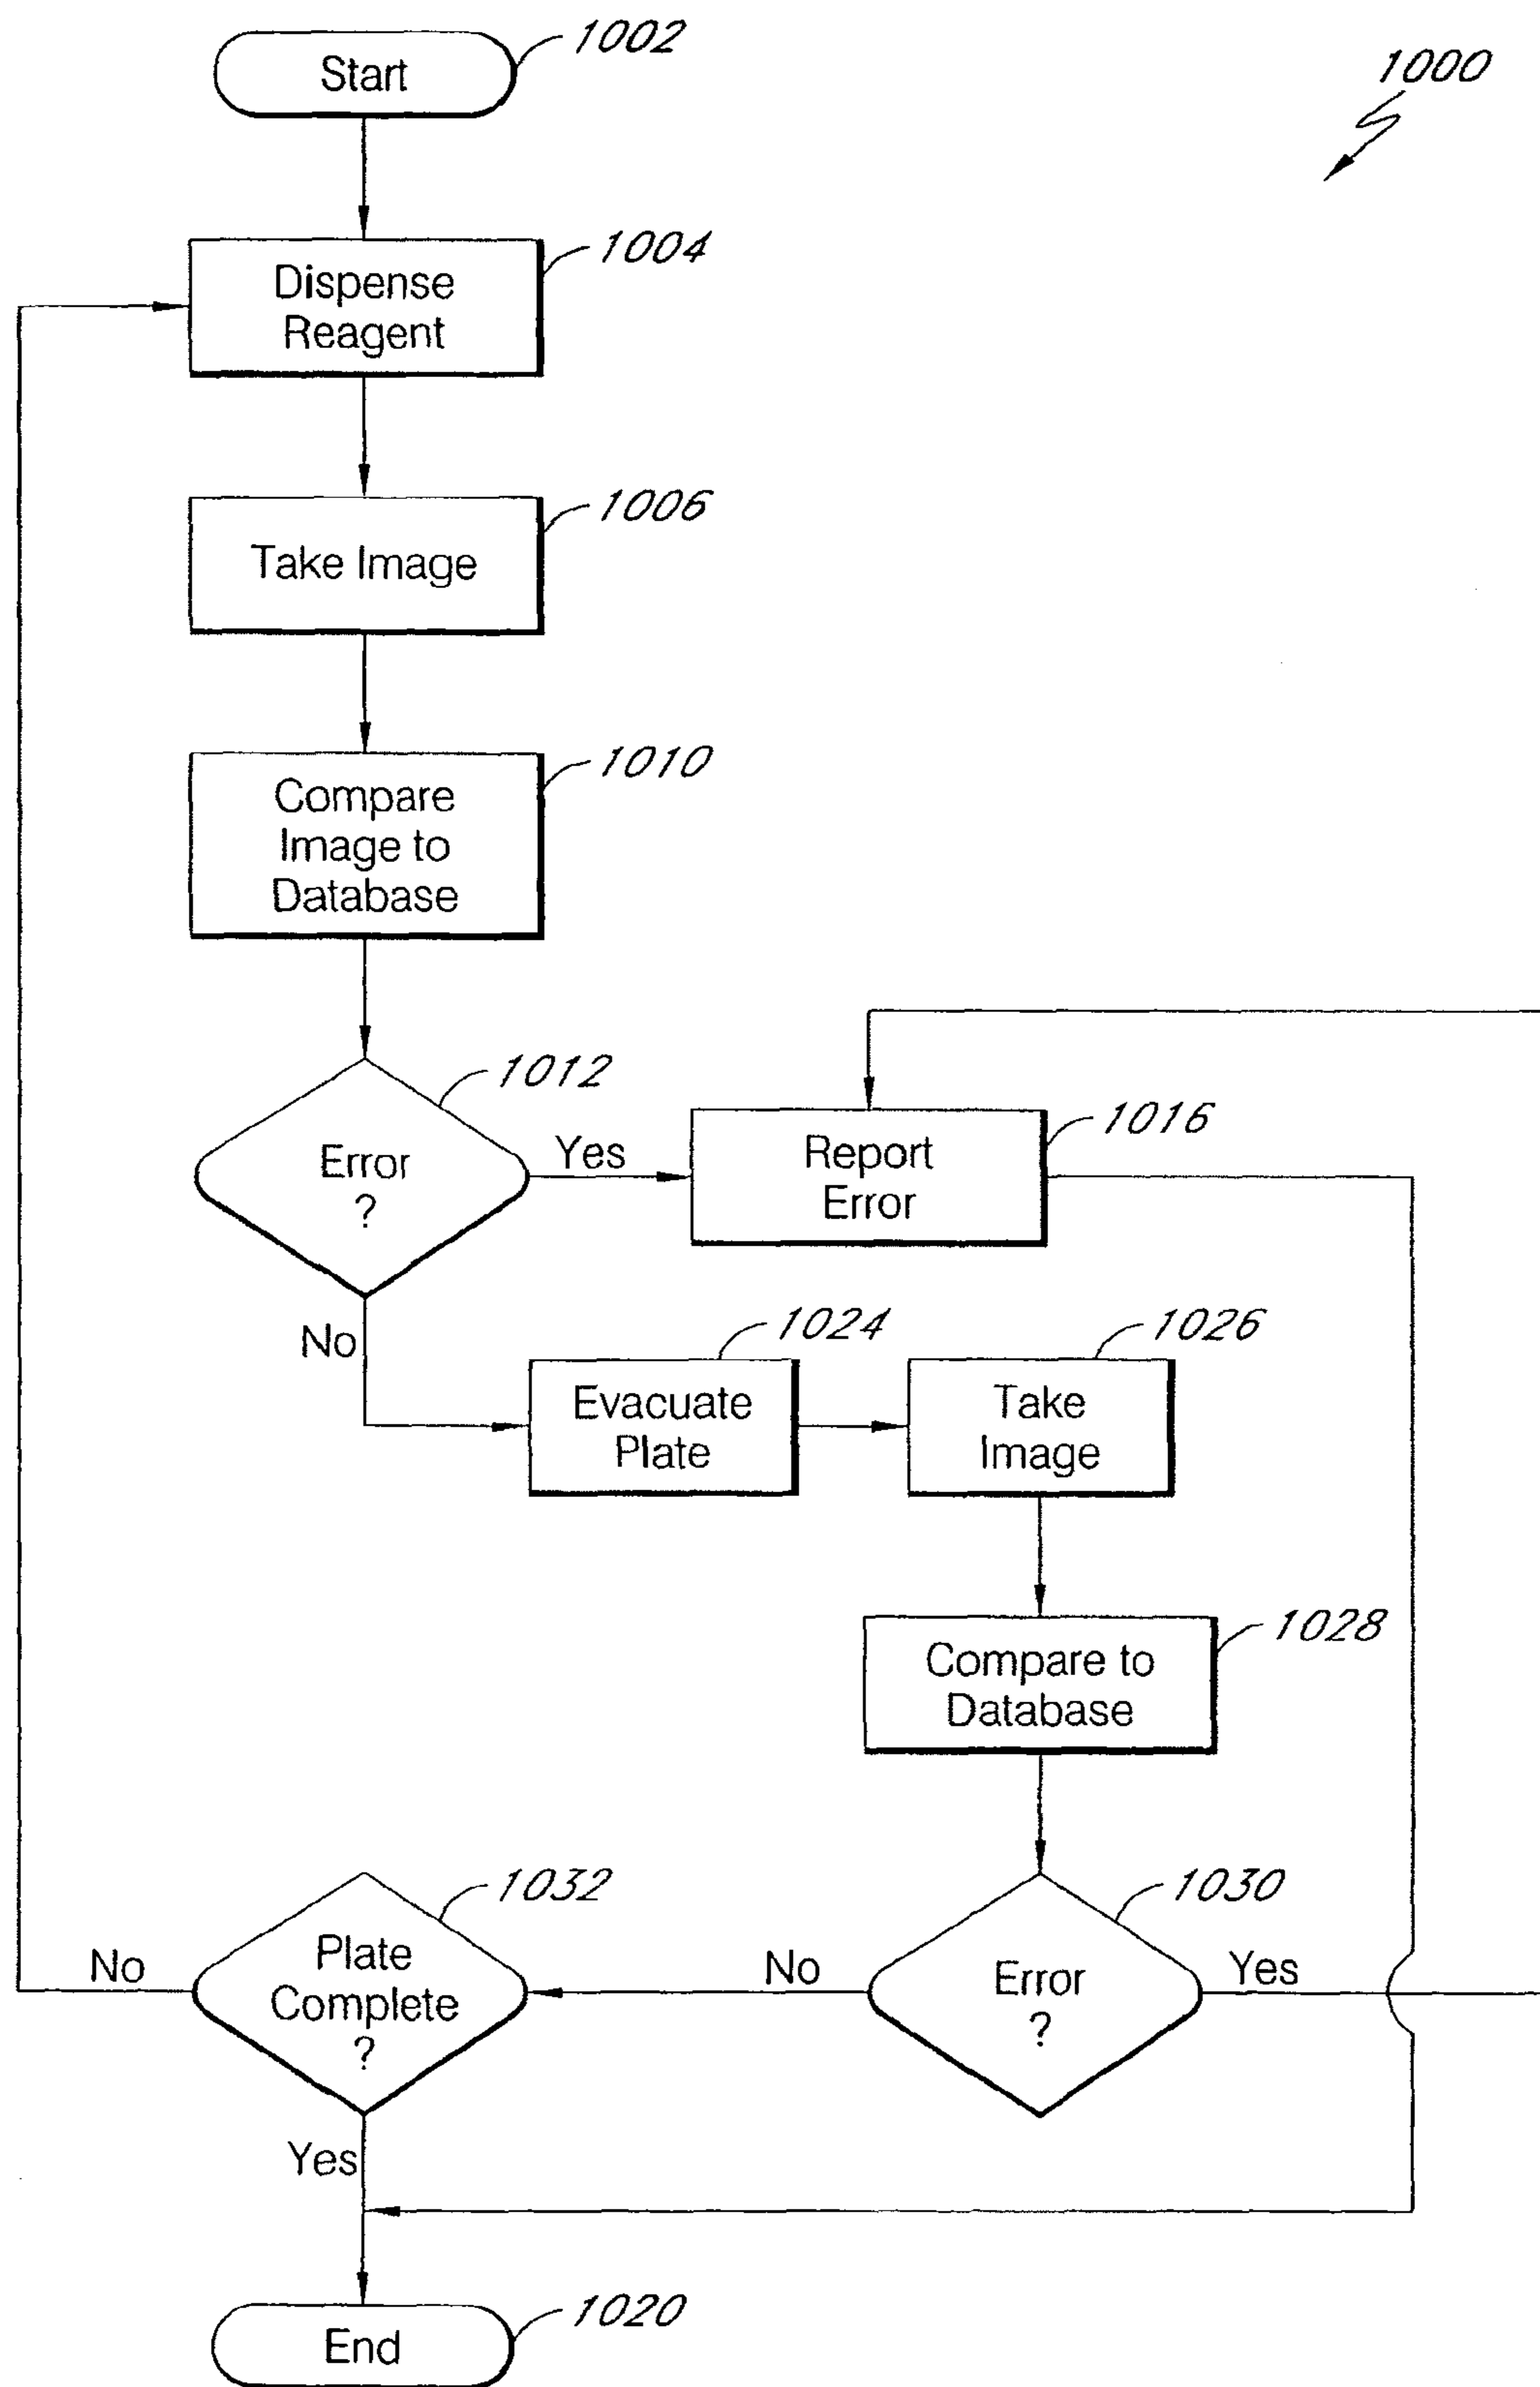 Start
1002
1000
Dispense
Reagent
1004
Take Image
1006
Compare
Image to
Database
1010
Error
?
1012
Yes
Report
Error
1016
No
Evacuate
Plate
1024
Take
Image
1026
Compare to
Database
1028
Error
?
1030
Yes
No
Plate
Complete
?
1032
No
Yes
End
1020